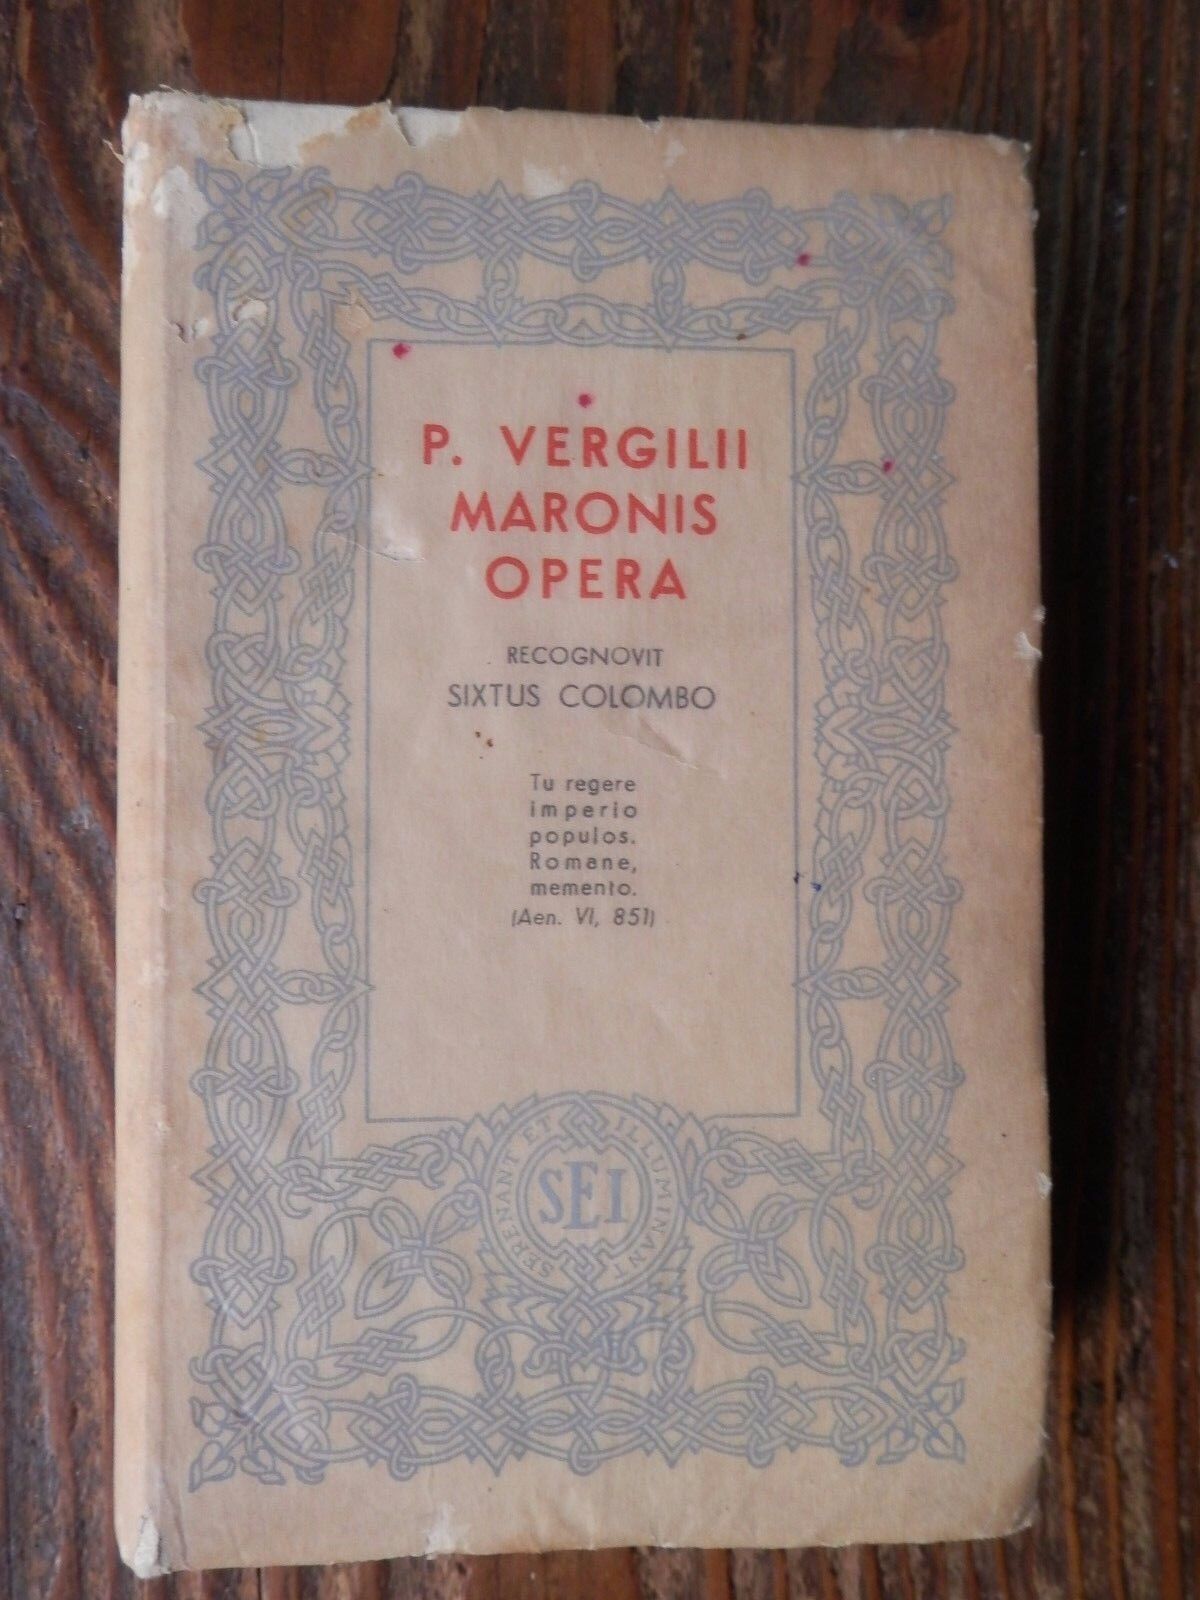 P. VERGILII
MARONIS
OPERA
RECOGNOVIT
SIXTUS COLOMBO
Tu regere
imperio
populos.
Romane,
memento.
(Aen. VI, 851)
SERENANT ET ILLUMINANT
SEI